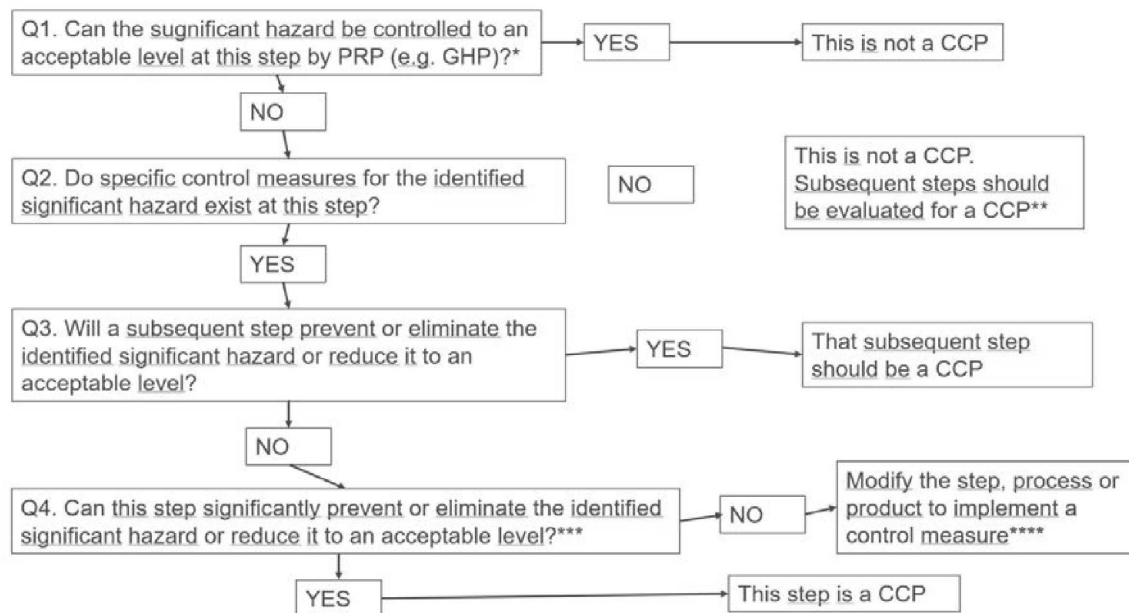 Q1. Can the sugnificant hazard be controlled to an
acceptable level at this step by PRP (e.g. GHP)?*
YES
This is not a CCP
NO
Q2. Do specific control measures for the identified
significant hazard exist at this step?
NO
This is not a CCP.
Subsequent steps should
be evaluated for a CCP**
YES
Q3. Will a subsequent step prevent or eliminate the
identified significant hazard or reduce it to an
acceptable level?
YES
That subsequent step
should be a CCP
NO
Q4. Can this step significantly prevent or eliminate the identified
significant hazard or reduce it to an acceptable level?***
NO
Modify the step, process or
product to implement a
control measure****
YES
This step is a CCP